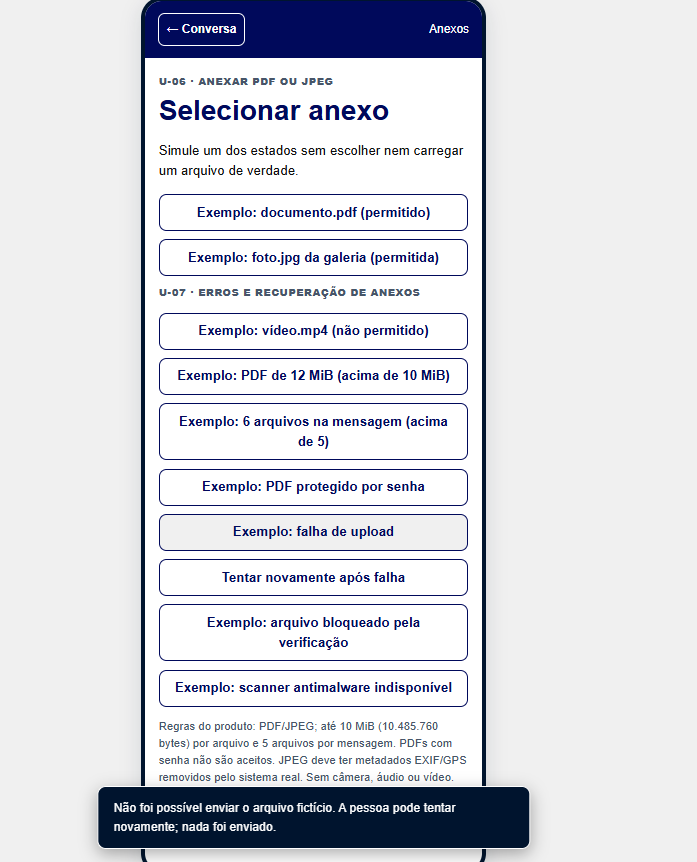 ← Conversa
Anexos
U-06 · ANEXAR PDF OU JPEG
Selecionar anexo
Simule um dos estados sem escolher nem carregar
um arquivo de verdade.
Exemplo: documento.pdf (permitido)
Exemplo: foto.jpg da galeria (permitida)
U-07 · ERROS E RECUPERAÇÃO DE ANEXOS
Exemplo: vídeo.mp4 (não permitido)
Exemplo: PDF de 12 MiB (acima de 10 MiB)
Exemplo: 6 arquivos na mensagem (acima
de 5)
Exemplo: PDF protegido por senha
Exemplo: falha de upload
Tentar novamente após falha
Exemplo: arquivo bloqueado pela
verificação
Exemplo: scanner antimalware indisponível
Regras do produto: PDF/JPEG; até 10 MiB (10.485.760
bytes) por arquivo e 5 arquivos por mensagem. PDFs com
senha não são aceitos. JPEG deve ter metadados EXIF/GPS
removidos pelo sistema real. Sem câmera, áudio ou vídeo.
Não foi possível enviar o arquivo fictício. A pessoa pode tentar
novamente; nada foi enviado.